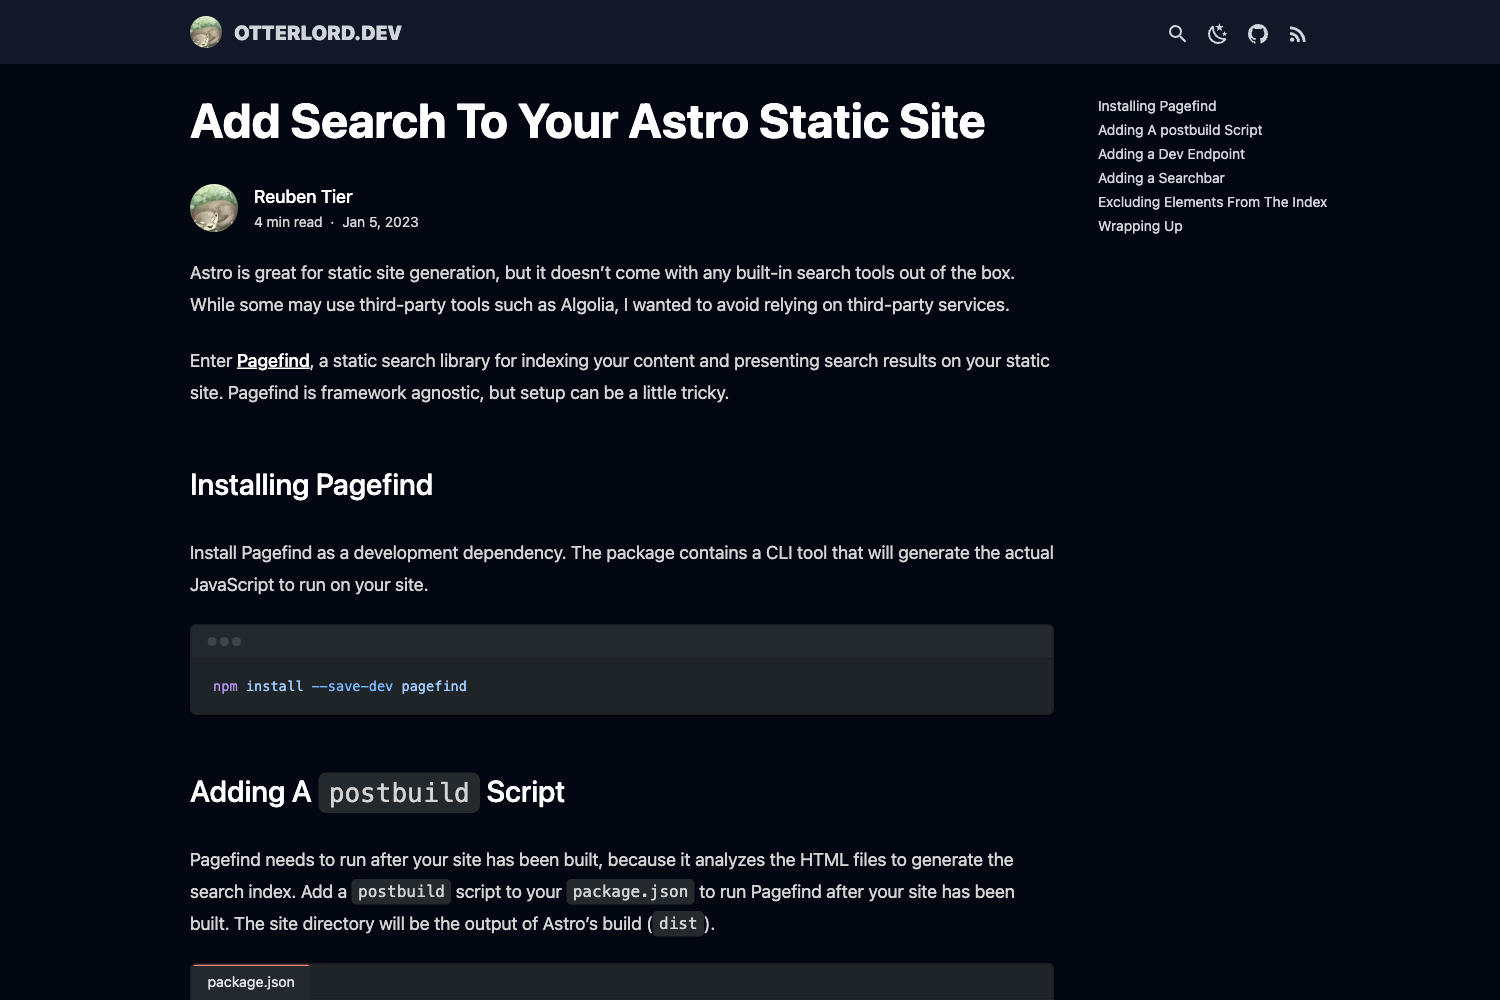 OTTERLORD.DEV
Add Search To Your Astro Static Site
Reuben Tier
4 min read · Jan 5, 2023
Astro is great for static site generation, but it doesn’t come with any built-in search tools out of the box.
While some may use third-party tools such as Algolia, I wanted to avoid relying on third-party services.
Enter Pagefind, a static search library for indexing your content and presenting search results on your static
site. Pagefind is framework agnostic, but setup can be a little tricky.
Installing Pagefind
Install Pagefind as a development dependency. The package contains a CLI tool that will generate the actual
JavaScript to run on your site.
npm install --save-dev pagefind
Adding A postbuild Script
Pagefind needs to run after your site has been built, because it analyzes the HTML files to generate the
search index. Add a postbuild script to your package.json to run Pagefind after your site has been
built. The site directory will be the output of Astro’s build (dist).
package.json
Installing Pagefind
Adding A postbuild Script
Adding a Dev Endpoint
Adding a Searchbar
Excluding Elements From The Index
Wrapping Up